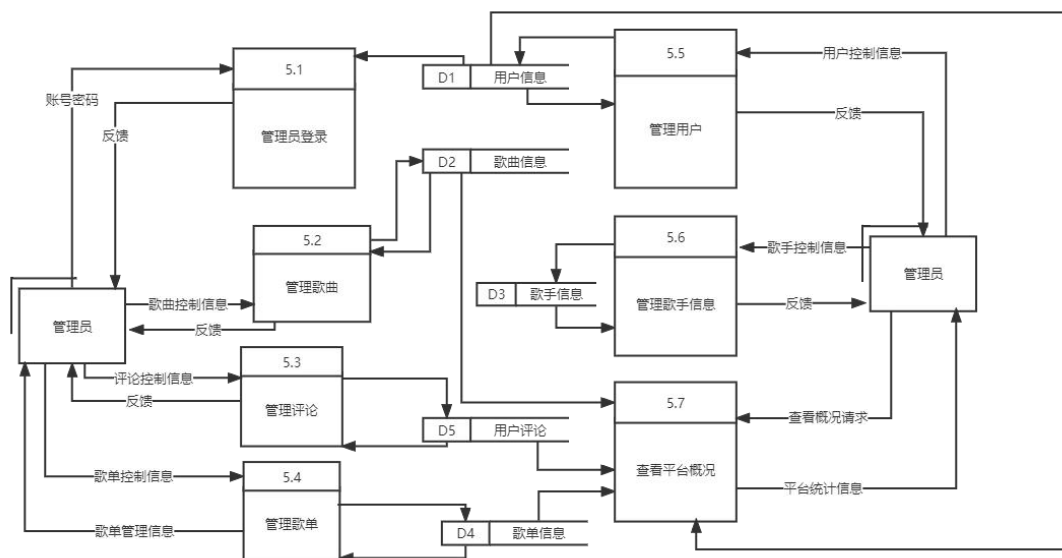 5.1
管理员登录
账号密码
反馈
D1 用户信息
5.5
管理用户
用户控制信息
反馈
D2 歌曲信息
5.2
管理歌曲
歌曲控制信息
反馈
管理员
5.6
管理歌手信息
歌手控制信息
反馈
管理员
D3 歌手信息
5.3
管理评论
评论控制信息
反馈
D5 用户评论
5.7
查看平台概况
查看概况请求
平台统计信息
5.4
管理歌单
歌单控制信息
歌单管理信息
D4 歌单信息